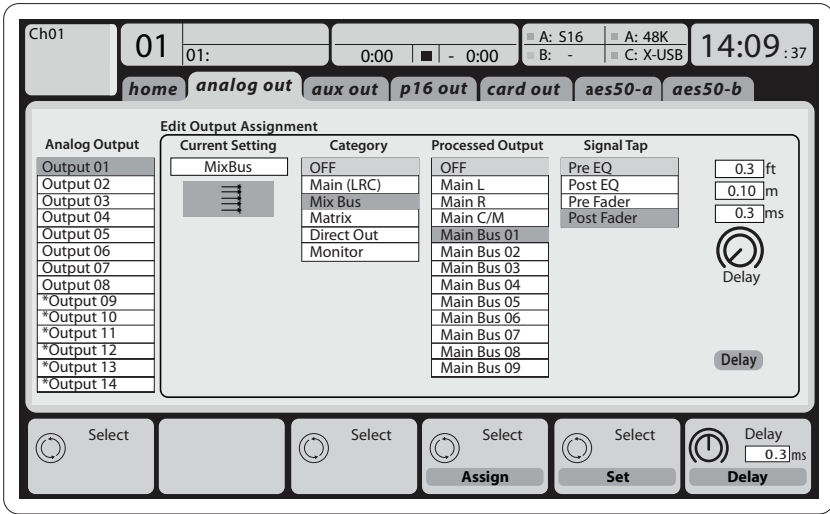 Ch01
01
01:
0:00
- 0:00
A: S16
B: -
A: 48K
C: X-USB
14:09 :37
home
analog out
aux out
p16 out
card out
aes50-a
aes50-b
Edit Output Assignment
Analog Output
Current Setting
Category
Processed Output
Signal Tap
Output 01
Output 02
Output 03
Output 04
Output 05
Output 06
Output 07
Output 08
*Output 09
*Output 10
*Output 11
*Output 12
*Output 13
*Output 14
MixBus
OFF
Main (LRC)
Mix Bus
Matrix
Direct Out
Monitor
OFF
Main L
Main R
Main C/M
Main Bus 01
Main Bus 02
Main Bus 03
Main Bus 04
Main Bus 05
Main Bus 06
Main Bus 07
Main Bus 08
Main Bus 09
Pre EQ
Post EQ
Pre Fader
Post Fader
0.3 ft
0.10 m
0.3 ms
Delay
Delay
Select
Select
Select
Assign
Select
Set
Delay
0.3 ms
Delay